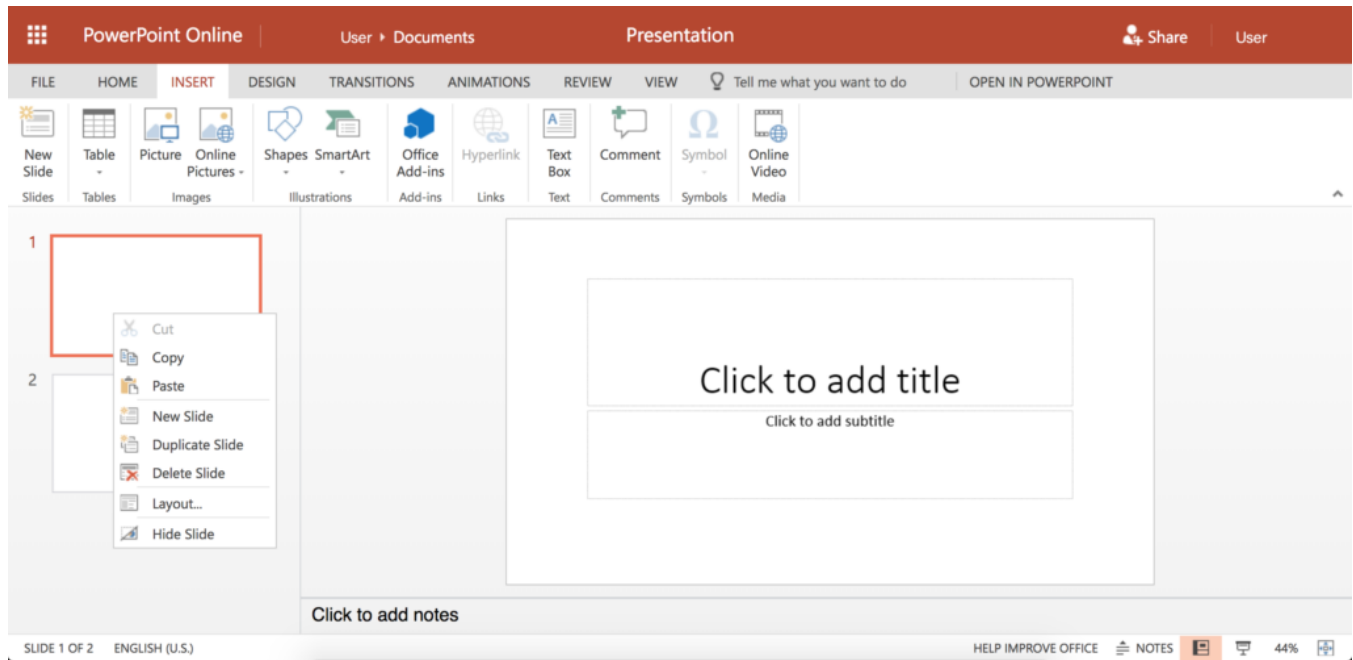 PowerPoint Online
User ▸ Documents
Presentation
Share
User
FILE HOME INSERT DESIGN TRANSITIONS ANIMATIONS REVIEW VIEW Tell me what you want to do OPEN IN POWERPOINT
New Slide
Table
Picture
Online Pictures
Shapes
SmartArt
Office Add-ins
Hyperlink
Text Box
Comment
Symbol
Online Video
Slides Tables Images Illustrations Add-ins Links Text Comments Symbols Media
1
2
Cut
Copy
Paste
New Slide
Duplicate Slide
Delete Slide
Layout...
Hide Slide
Click to add title
Click to add subtitle
Click to add notes
SLIDE 1 OF 2 ENGLISH (U.S.) HELP IMPROVE OFFICE NOTES 44%